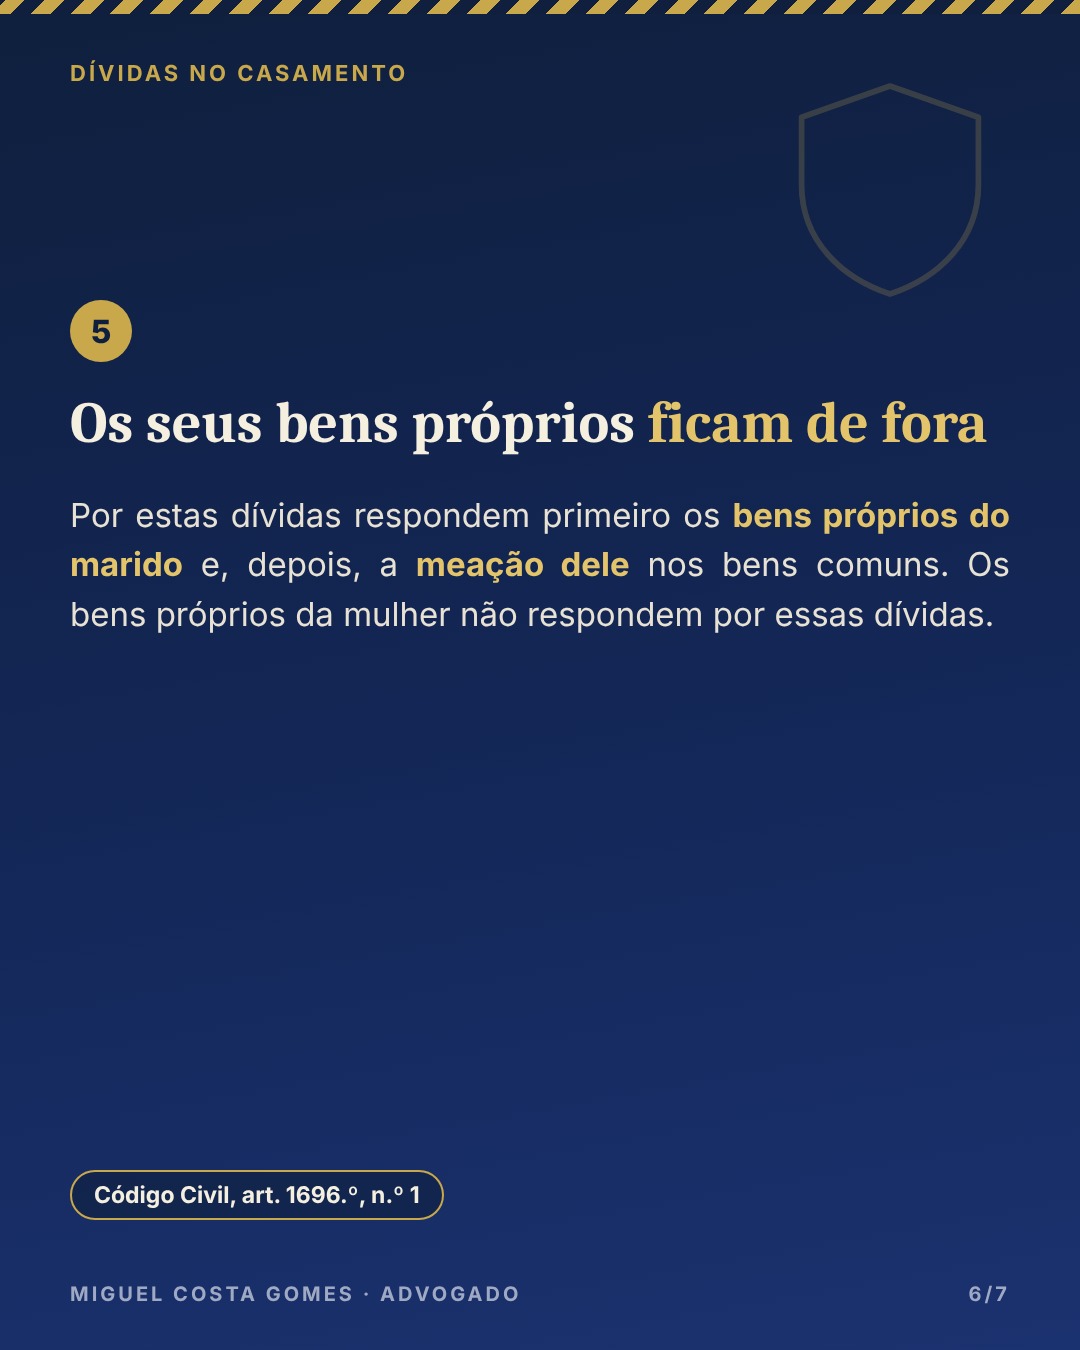 DÍVIDAS NO CASAMENTO
5
Os seus bens próprios ficam de fora
Por estas dívidas respondem primeiro os bens próprios do
marido e, depois, a meação dele nos bens comuns. Os
bens próprios da mulher não respondem por essas dívidas.
Código Civil, art. 1696.º, n.º 1
MIGUEL COSTA GOMES · ADVOGADO
6/7